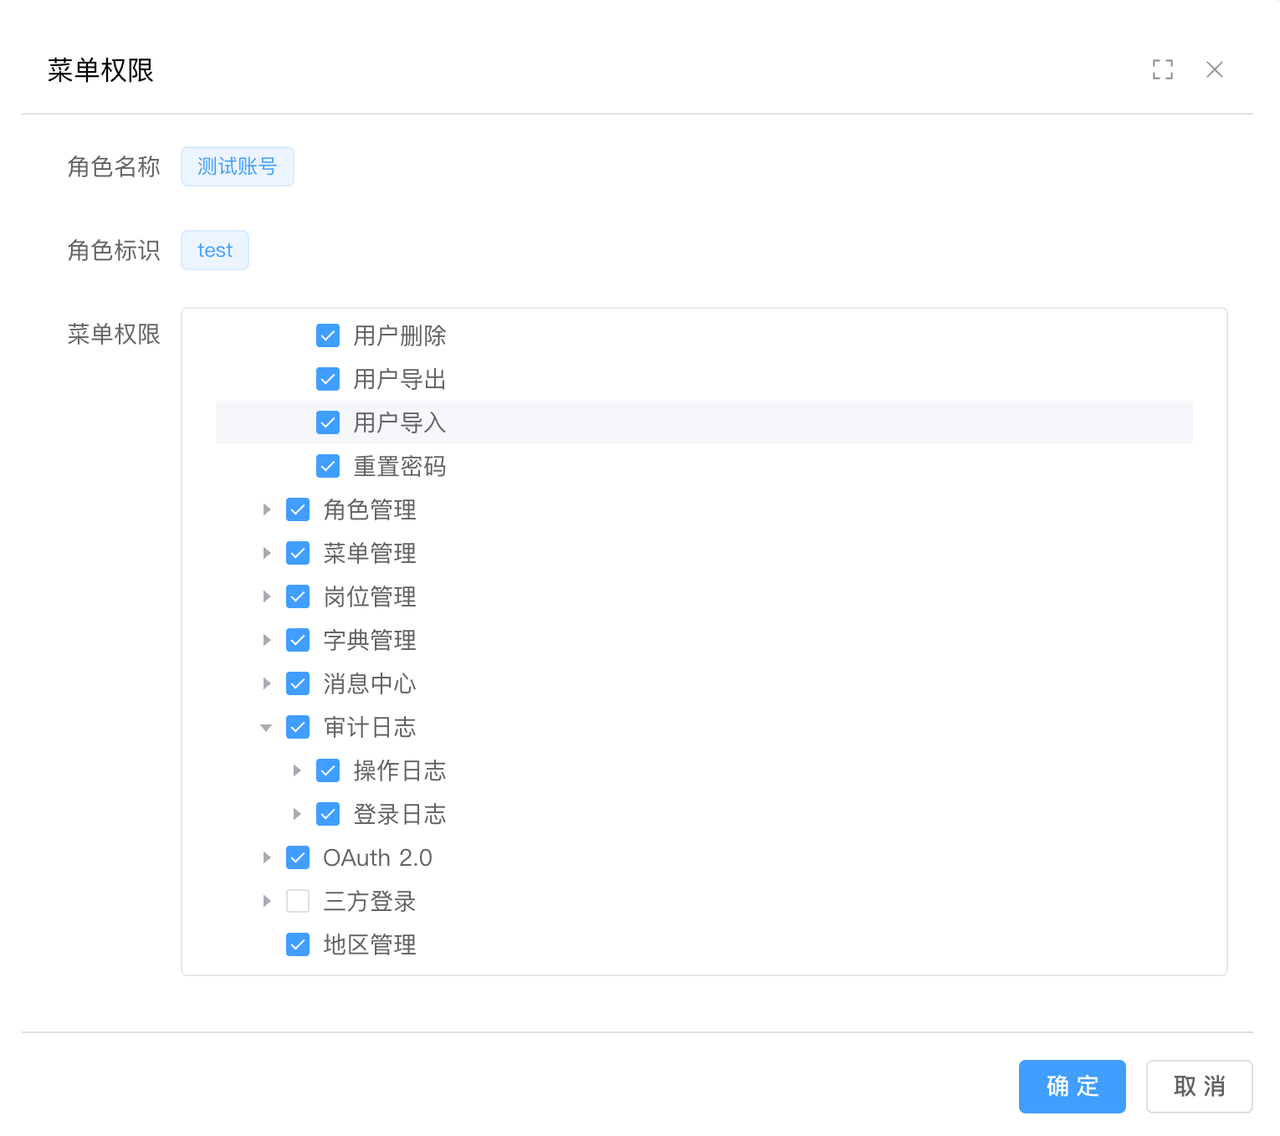 菜单权限
角色名称 测试账号
角色标识 test
菜单权限
用户删除
用户导出
用户导入
重置密码
角色管理
菜单管理
岗位管理
字典管理
消息中心
审计日志
操作日志
登录日志
OAuth 2.0
三方登录
地区管理
确 定 取 消